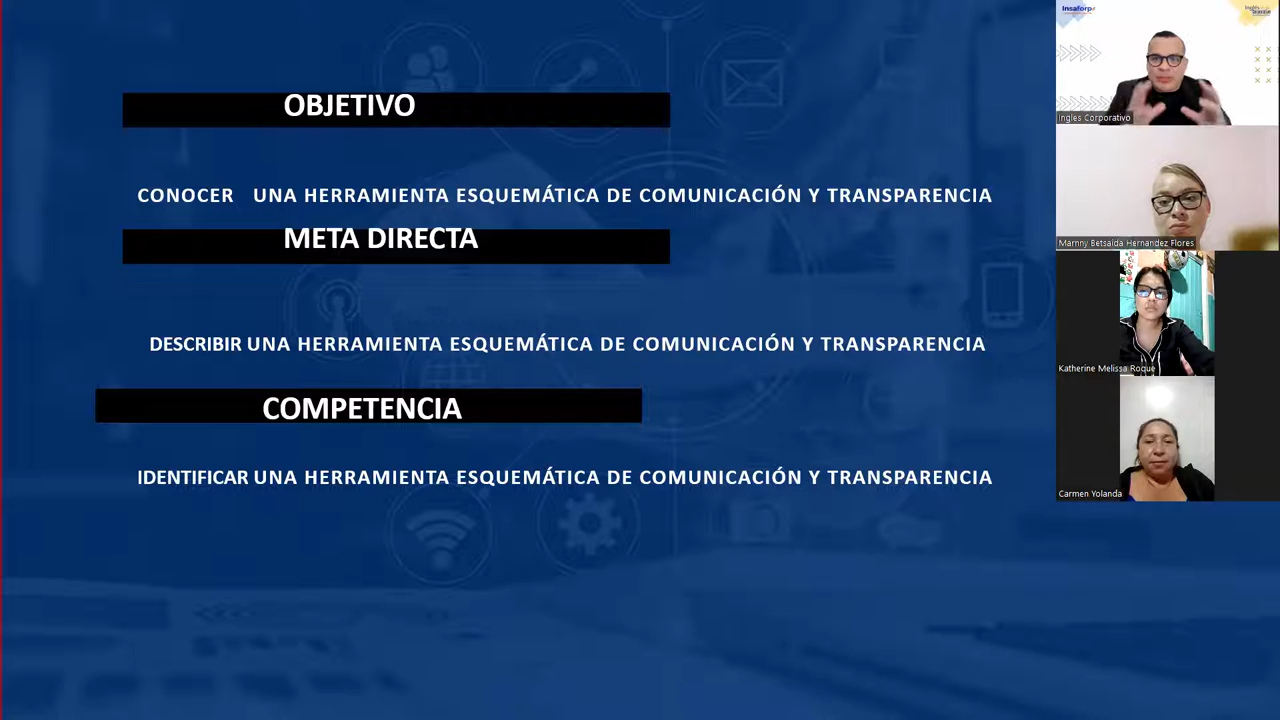 OBJETIVO
CONOCER UNA HERRAMIENTA ESQUEMÁTICA DE COMUNICACIÓN Y TRANSPARENCIA
META DIRECTA
DESCRIBIR UNA HERRAMIENTA ESQUEMÁTICA DE COMUNICACIÓN Y TRANSPARENCIA
COMPETENCIA
IDENTIFICAR UNA HERRAMIENTA ESQUEMÁTICA DE COMUNICACIÓN Y TRANSPARENCIA
Insaforp
Ingles Corporativo
Marnny Betsaida Hernandez Flores
Katherine Melissa Roque
Carmen Yolanda